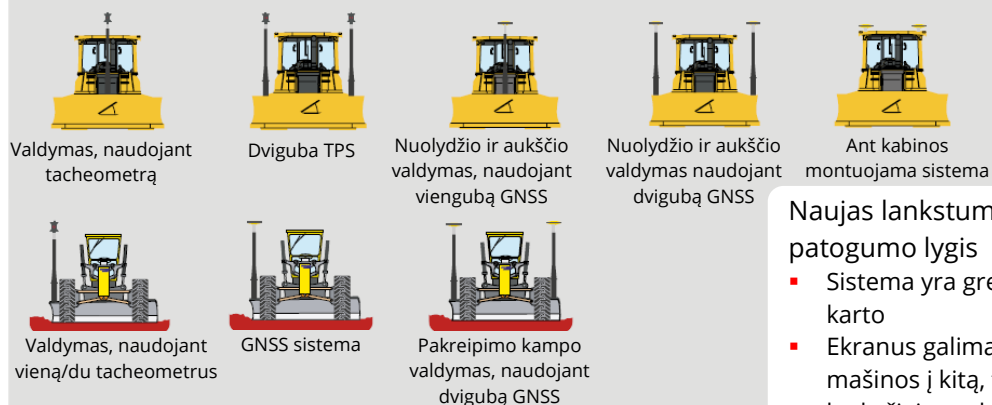 Valdymas, naudojant
tacheometrą
Dviguba TPS
Nuolydžio ir aukščio
valdymas, naudojant
viengubą GNSS
Nuolydžio ir aukščio
valdymas naudojant
dvigubą GNSS
Ant kabinos
montuojama sistema
Valdymas, naudojant
vieną/du tacheometrus
GNSS sistema
Pakreipimo kampo
valdymas, naudojant
dvigubą GNSS
Naujas lankstum
patogumo lygis
Sistema yra gre
karto
Ekranus galima
mašinos į kitą,